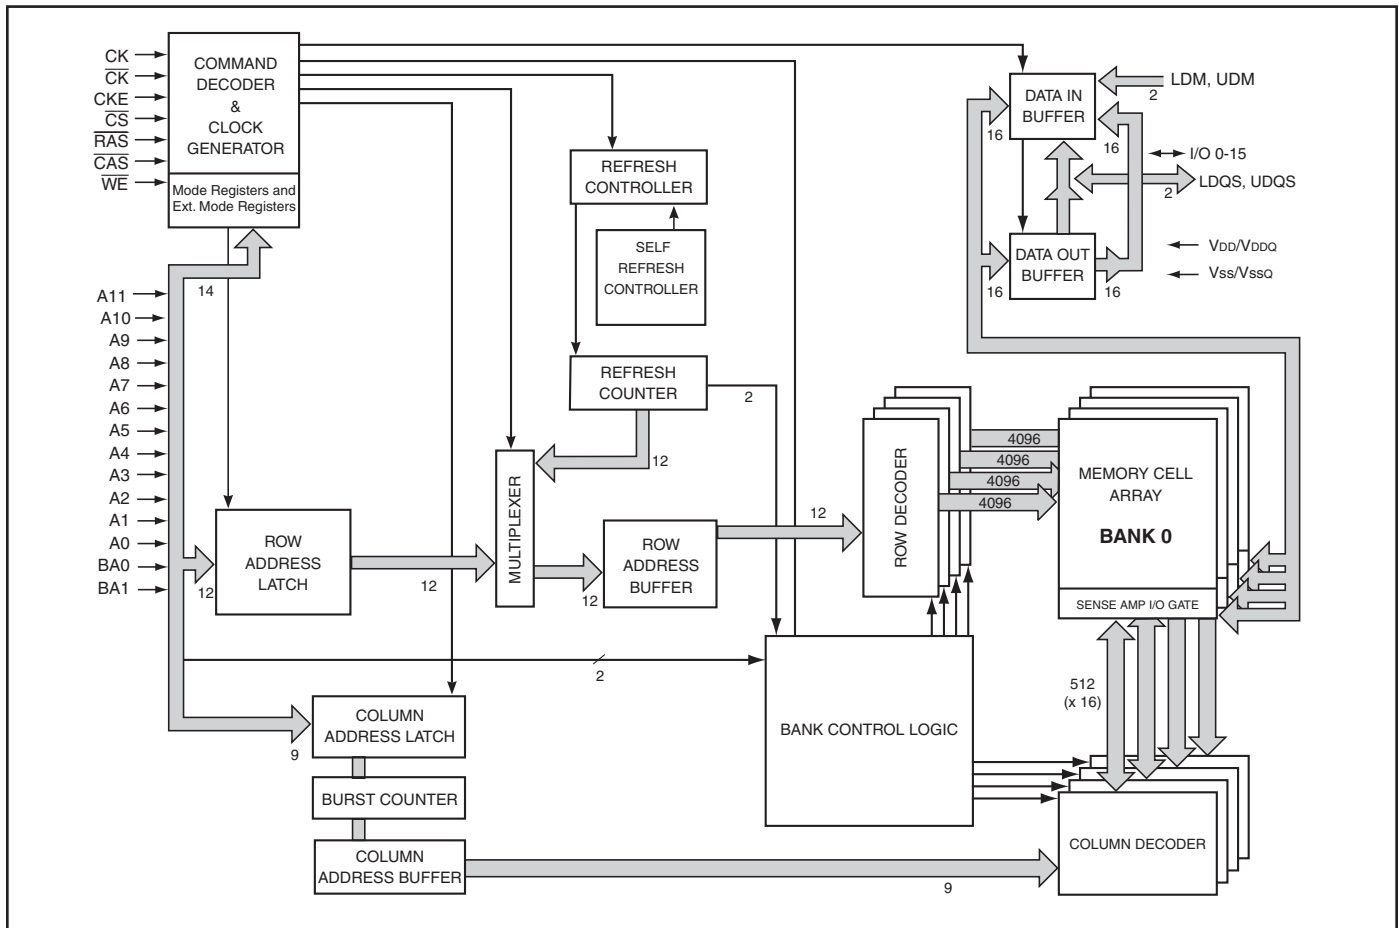 CK
CK
CKE
CS
RAS
CAS
WE
COMMAND
DECODER
&
CLOCK
GENERATOR
Mode Registers and
Ext. Mode Registers
14
A11
A10
A9
A8
A7
A6
A5
A4
A3
A2
A1
A0
BA0
BA1
12
ROW
ADDRESS
LATCH
12
MULTIPLEXER
12
ROW
ADDRESS
BUFFER
12
REFRESH
CONTROLLER
SELF
REFRESH
CONTROLLER
REFRESH
COUNTER
2
12
DATA IN
BUFFER
LDM, UDM
2
16
16
I/O 0-15
LDQS, UDQS
2
DATA OUT
BUFFER
16
16
VDD/VDDQ
VSS/VSSQ
ROW DECODER
4096
4096
4096
4096
MEMORY CELL
ARRAY
BANK 0
SENSE AMP I/O GATE
2
BANK CONTROL LOGIC
512
(x 16)
COLUMN
ADDRESS LATCH
9
BURST COUNTER
COLUMN
ADDRESS BUFFER
9
COLUMN DECODER